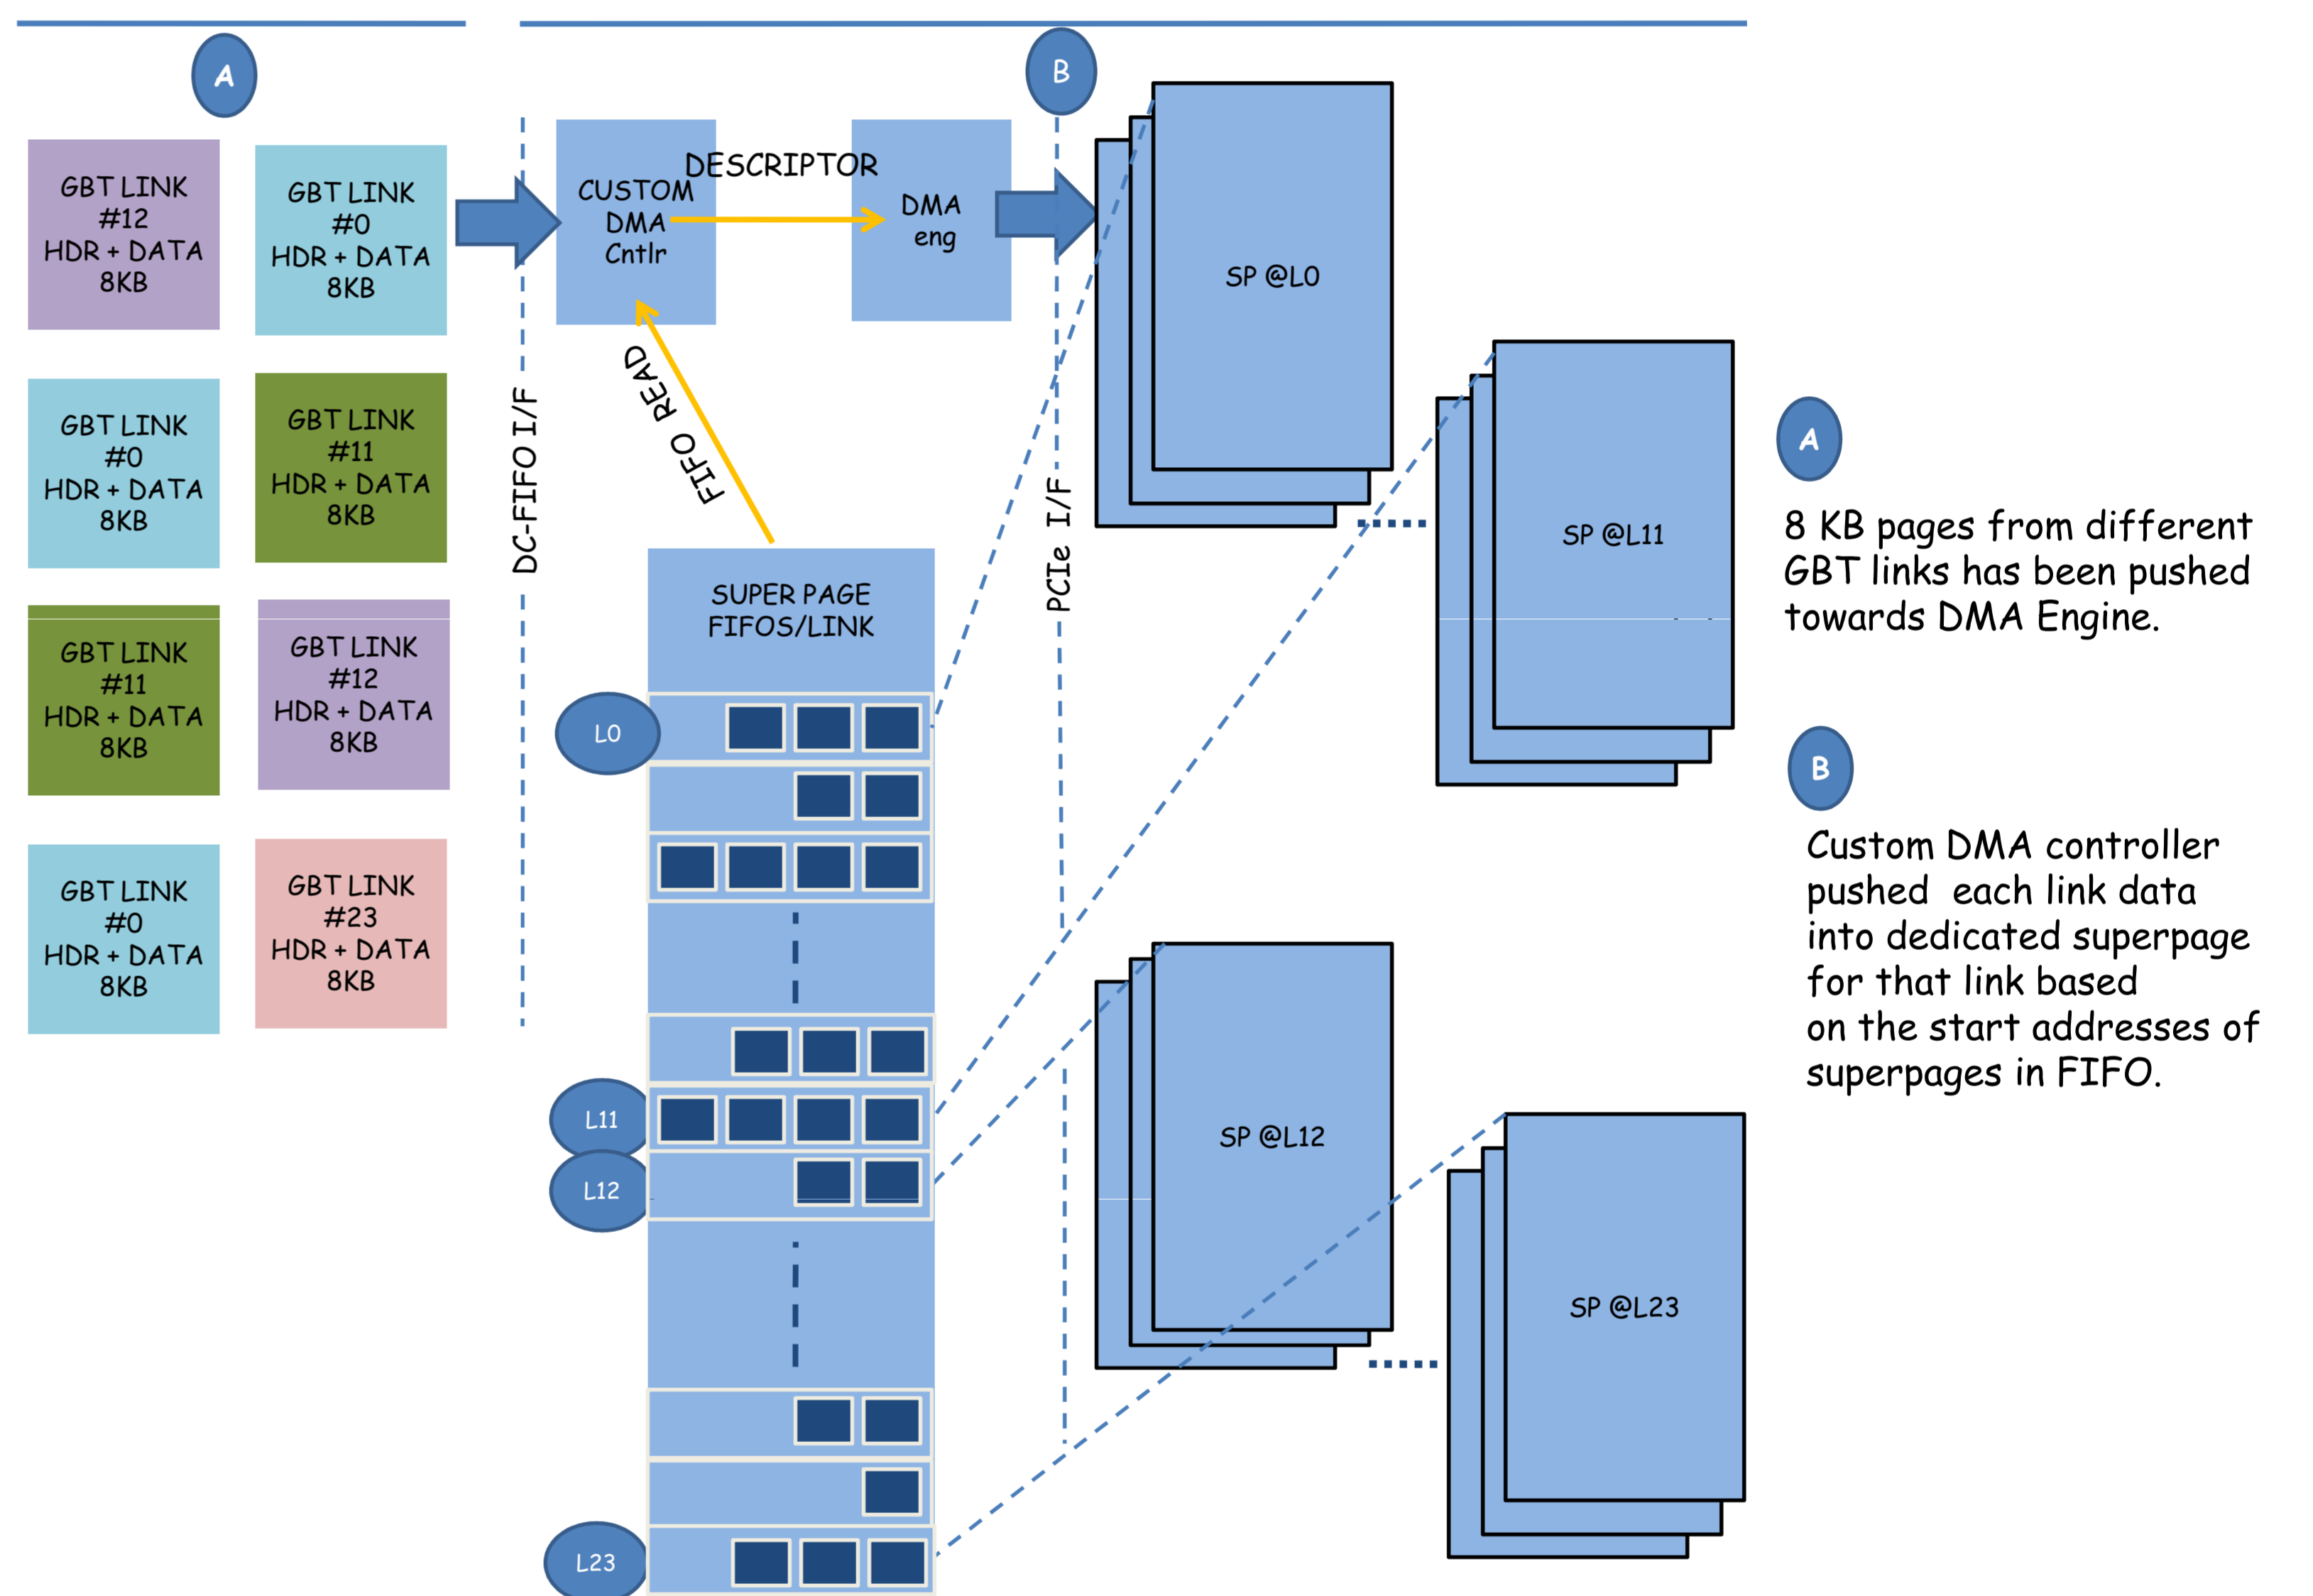 A
B
GBT LINK
#12
HDR + DATA
8KB
GBT LINK
#0
HDR + DATA
8KB
GBT LINK
#0
HDR + DATA
8KB
GBT LINK
#11
HDR + DATA
8KB
GBT LINK
#11
HDR + DATA
8KB
GBT LINK
#12
HDR + DATA
8KB
GBT LINK
#0
HDR + DATA
8KB
GBT LINK
#23
HDR + DATA
8KB
DC-FIFO I/F
CUSTOM
DMA
Cntlr
DESCRIPTOR
DMA
eng
FIFO READ
PCIe I/F
SUPER PAGE
FIFOS/LINK
L0
L11
L12
L23
SP @L0
SP @L11
SP @L12
SP @L23
A
8 KB pages from different
GBT links has been pushed
towards DMA Engine.
B
Custom DMA controller
pushed each link data
into dedicated superpage
for that link based
on the start addresses of
superpages in FIFO.